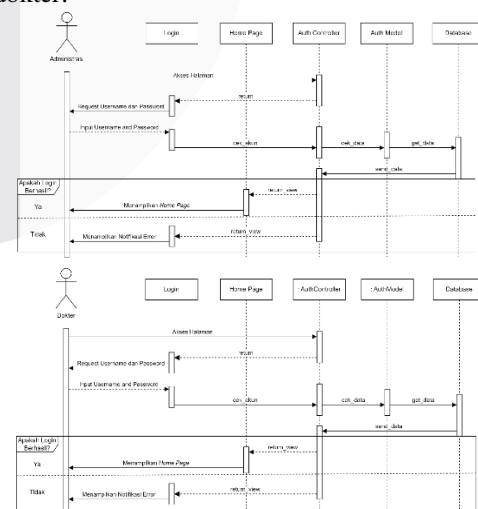 dokter.
Login
Home Page
Auth Controller
Auth Model
Database
Administrasi
Akses Halaman
return
Request Username dan Password
Input Username and Password
cek_akun
cek_data
get_data
send_data
Apakah Login
Berhasil?
return_view
Ya
Menampilkan Home Page
Tidak
Menampilkan Notifikasi Error
return_view
Login
Home Page
: AuthController
: AuthModel
Database
Dokter
Akses Halaman
return
Request Username dan Password
Input Username and Password
cek_akun
cek_data
get_data
send_data
Apakah Login
Berhasil?
return_view
Ya
Menampilkan Home Page
Tidak
Menampilkan Notifikasi Error
return_view